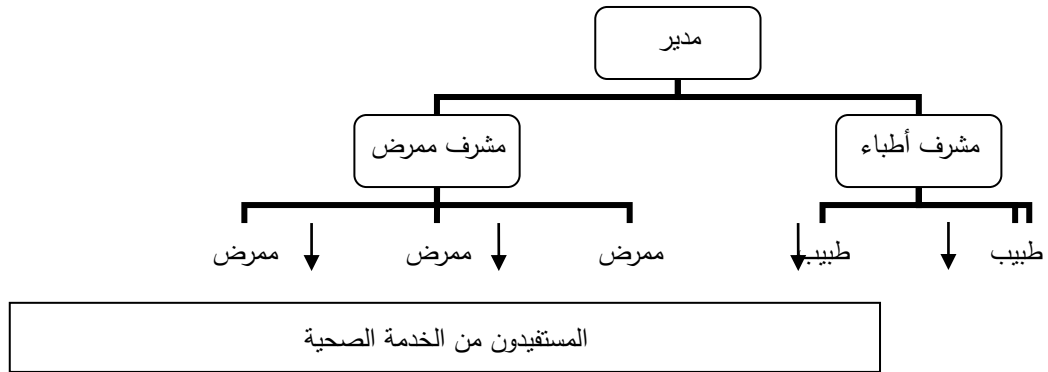 مدير
مشرف أطباء
مشرف ممرض
طبيب
طبيب
ممرض
ممرض
ممرض
المستفيدون من الخدمة الصحية